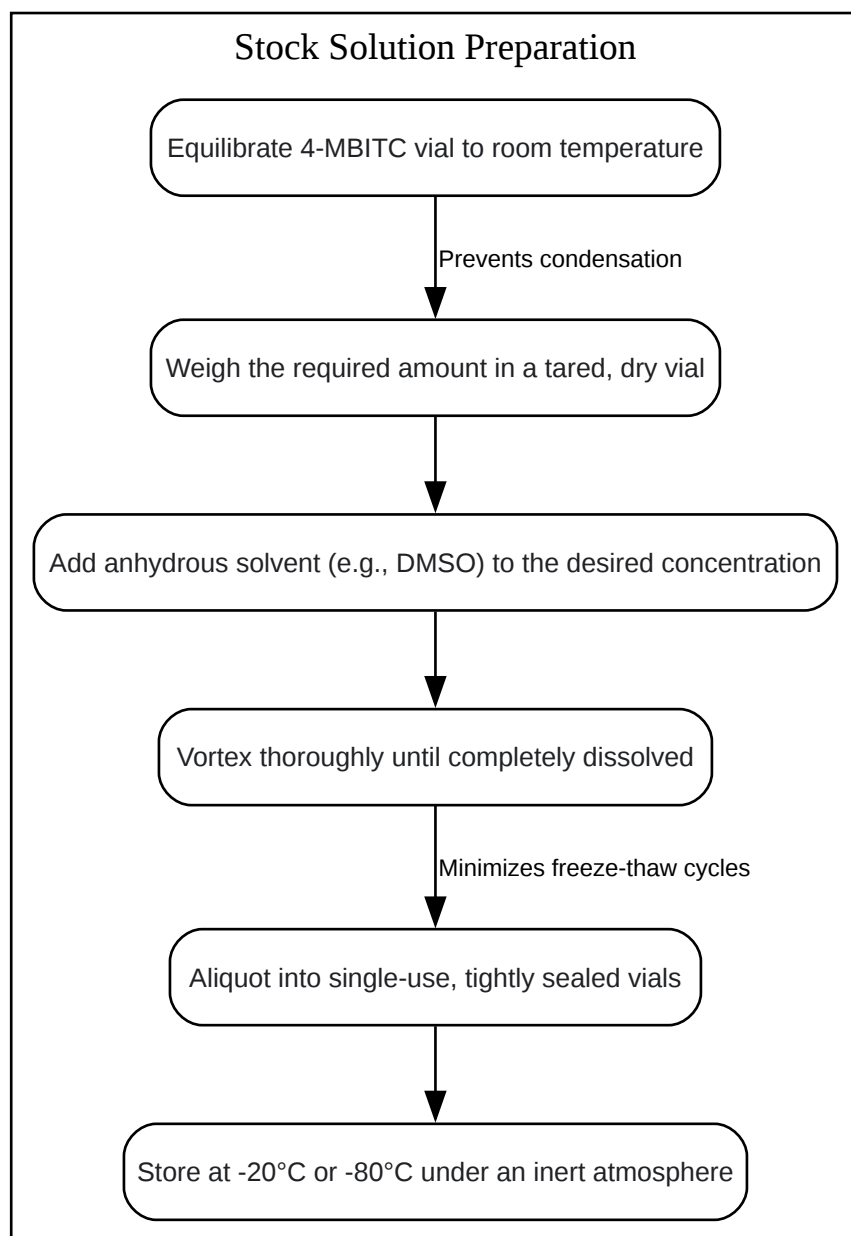 Stock Solution Preparation
Equilibrate 4-MBITC vial to room temperature
Prevents condensation
Weigh the required amount in a tared, dry vial
Add anhydrous solvent (e.g., DMSO) to the desired concentration
Vortex thoroughly until completely dissolved
Minimizes freeze-thaw cycles
Aliquot into single-use, tightly sealed vials
Store at -20°C or -80°C under an inert atmosphere